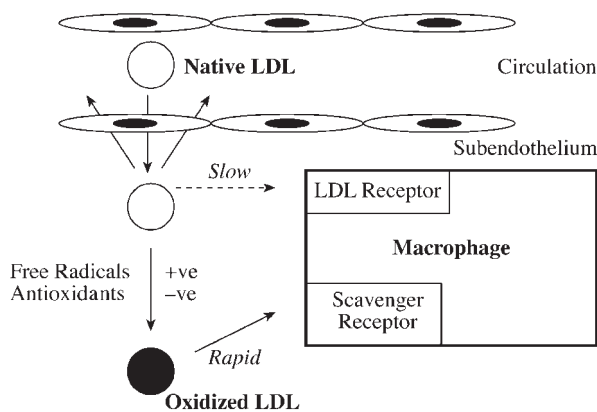 Native LDL
Circulation
Subendothelium
Slow
LDL Receptor
Macrophage
Free Radicals +ve
Antioxidants –ve
Scavenger
Receptor
Rapid
Oxidized LDL